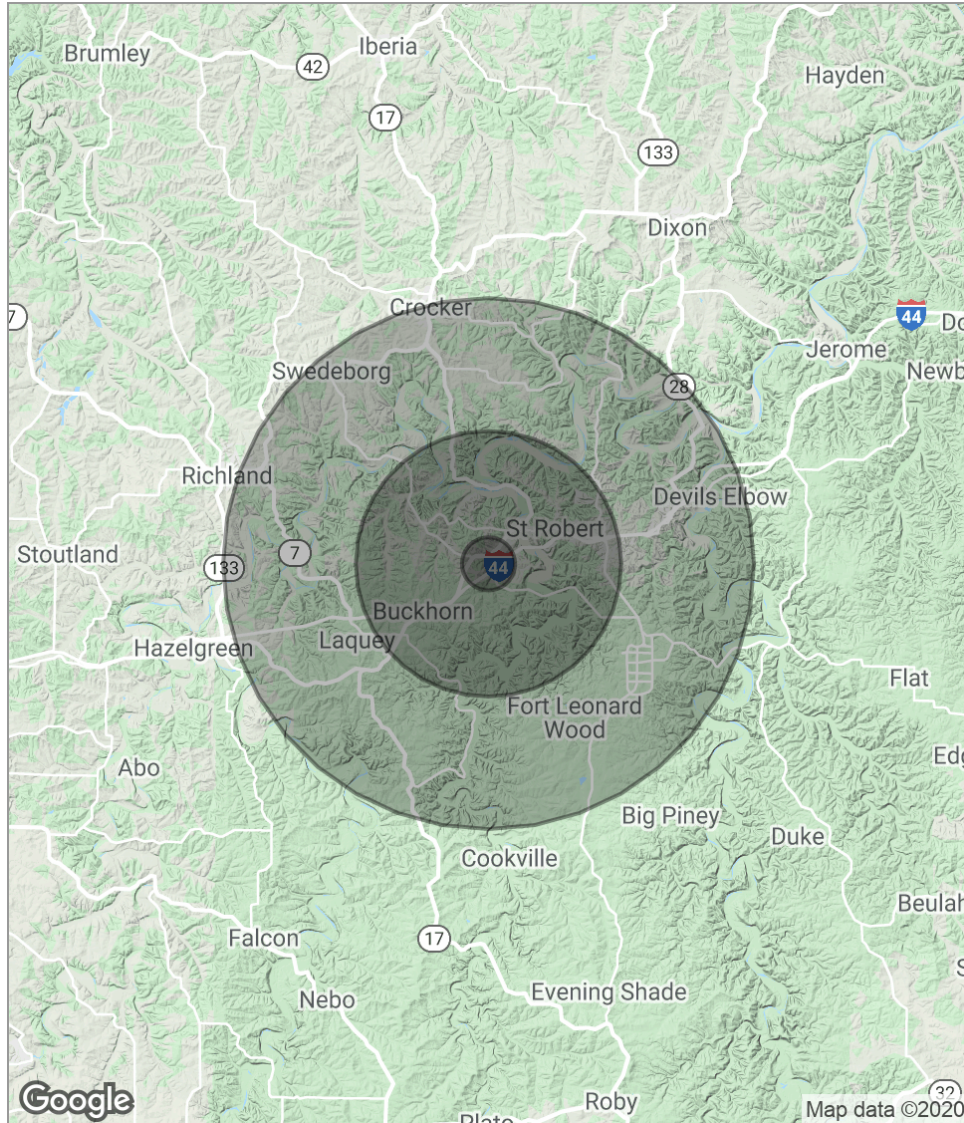 Iberia
Brumley
42
Hayden
17
133
Dixon
Crocker
44
7
Do
Jerome
Swedeborg
Newb
28
Richland
Devils Elbow
St Robert
Stoutland
7
133
44
Buckhorn
Laquey
Hazelgreen
Flat
Fort Leonard
Wood
Edg
Abo
Big Piney
Duke
Cookville
Beulah
Falcon
17
S
Evening Shade
Nebo
32
Google
Roby
Map data ©2020
Plato